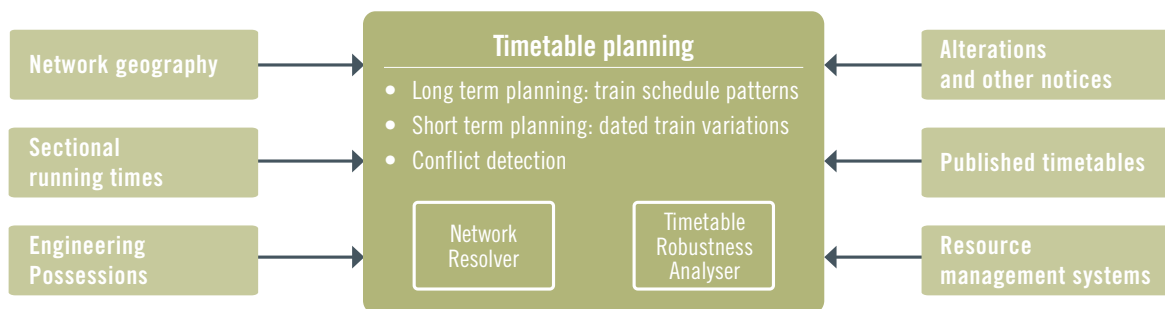 Network geography
Sectional
running times
Engineering
Possessions
Timetable planning
• Long term planning: train schedule patterns
• Short term planning: dated train variations
• Conflict detection
Network
Resolver
Timetable
Robustness
Analyser
Alterations
and other notices
Published timetables
Resource
management systems